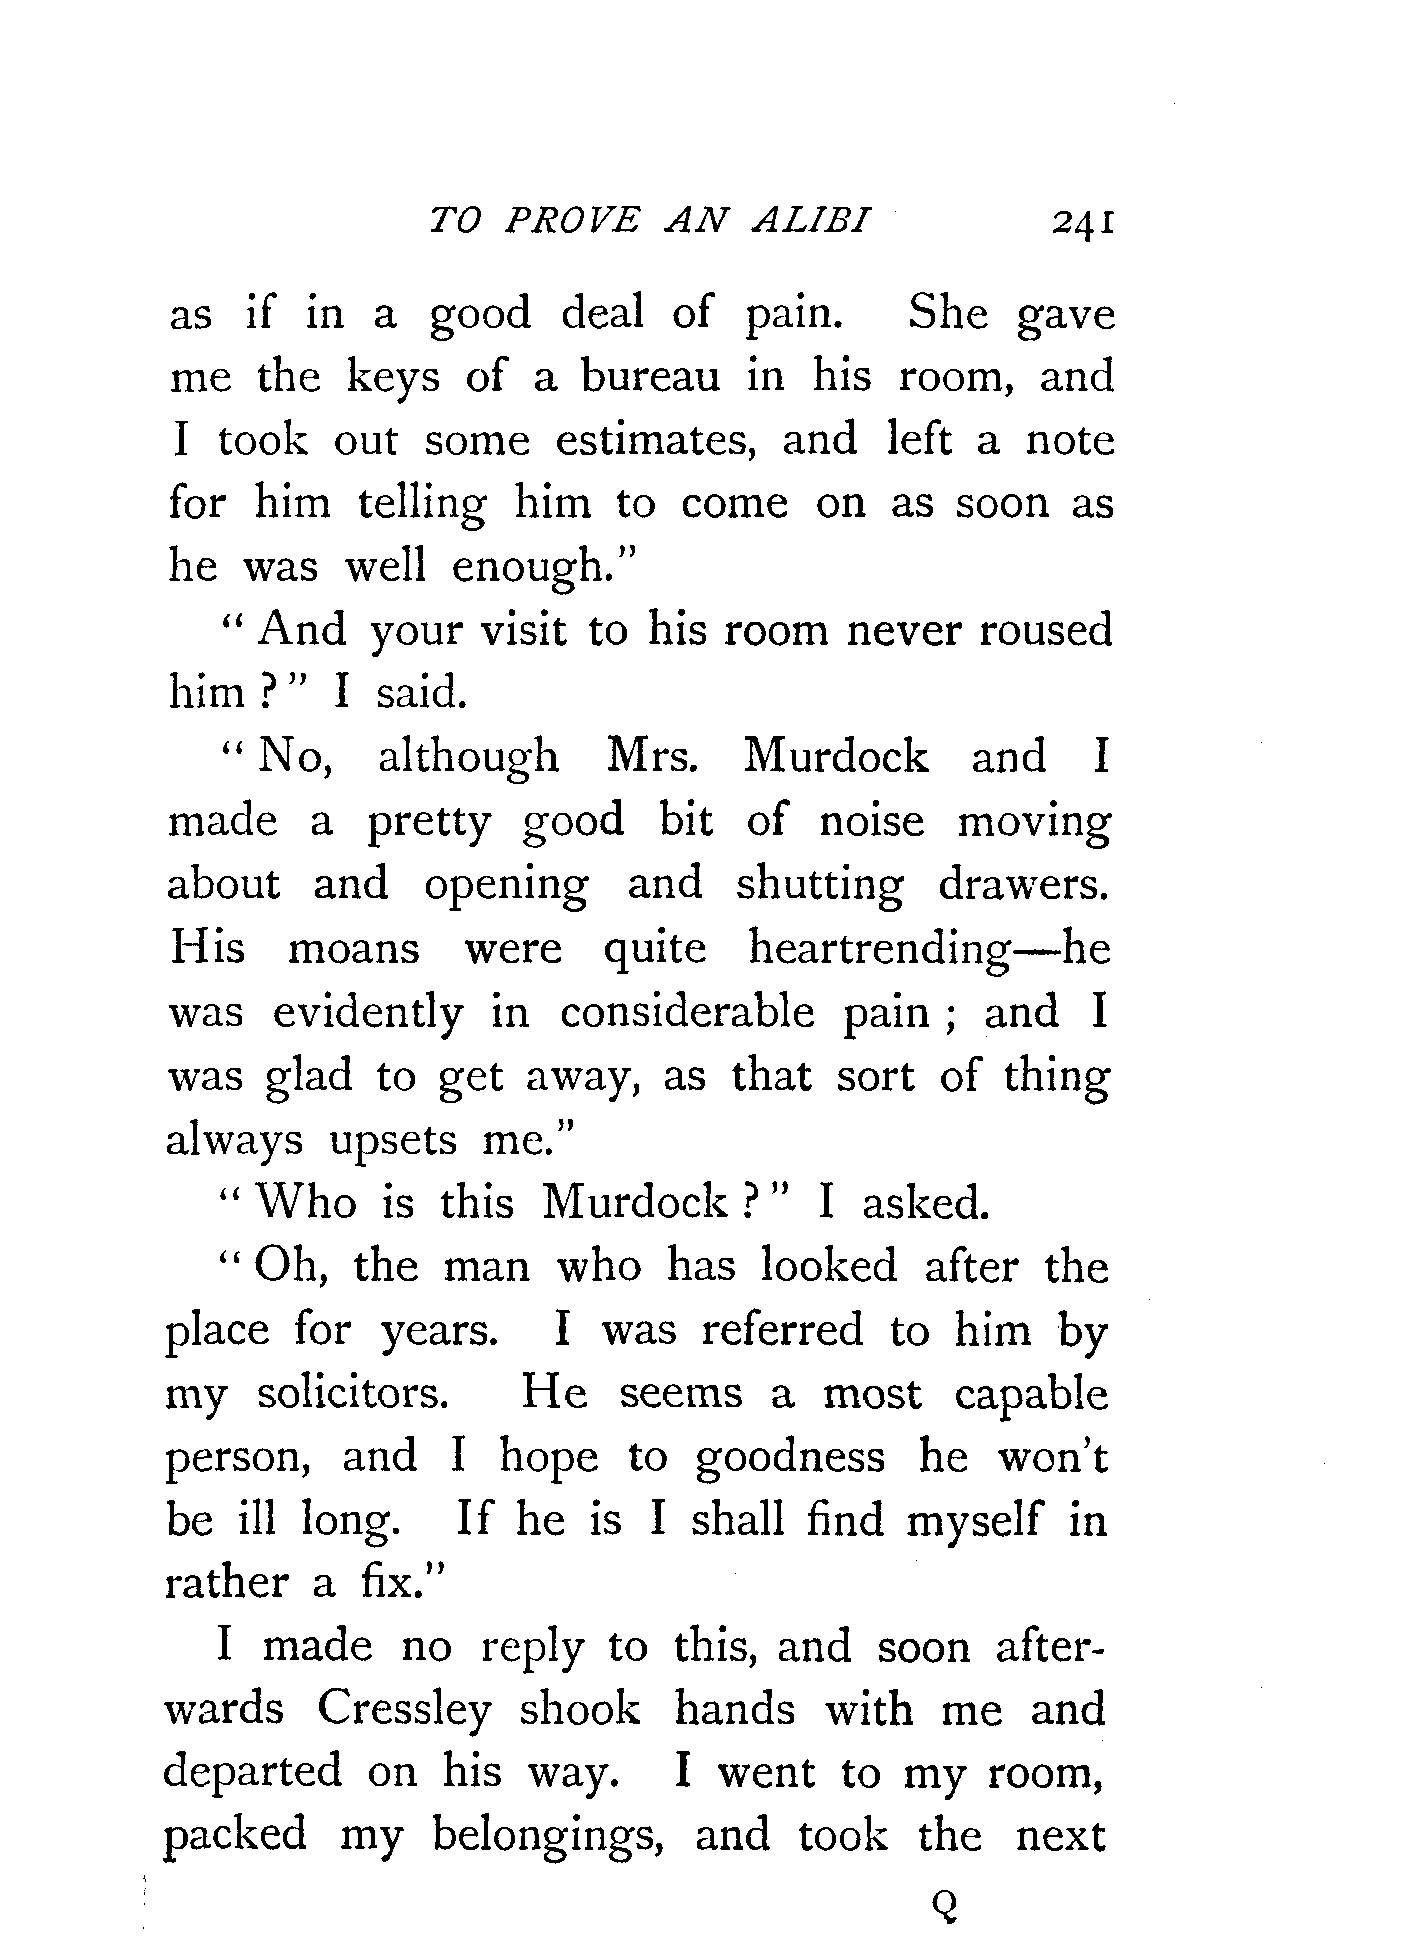 TO PROVE AN ALIBI 241
as if in a good deal of pain. She gave
me the keys of a bureau in his room, and
I took out some estimates, and left a note
for him telling him to come on as soon as
he was well enough."
" And your visit to his room never roused
him ? " I said.
" No, although Mrs. Murdock and I
made a pretty good bit of noise moving
about and opening and shutting drawers.
His moans were quite heartrending—he
was evidently in considerable pain ; and I
was glad to get away, as that sort of thing
always upsets me."
" Who is this Murdock ? " I asked.
" Oh, the man who has looked after the
place for years. I was referred to him by
my solicitors. He seems a most capable
person, and I hope to goodness he won't
be ill long. If he is I shall find myself in
rather a fix."
I made no reply to this, and soon after-
wards Cressley shook hands with me and
departed on his way. I went to my room,
packed my belongings, and took the next
Q